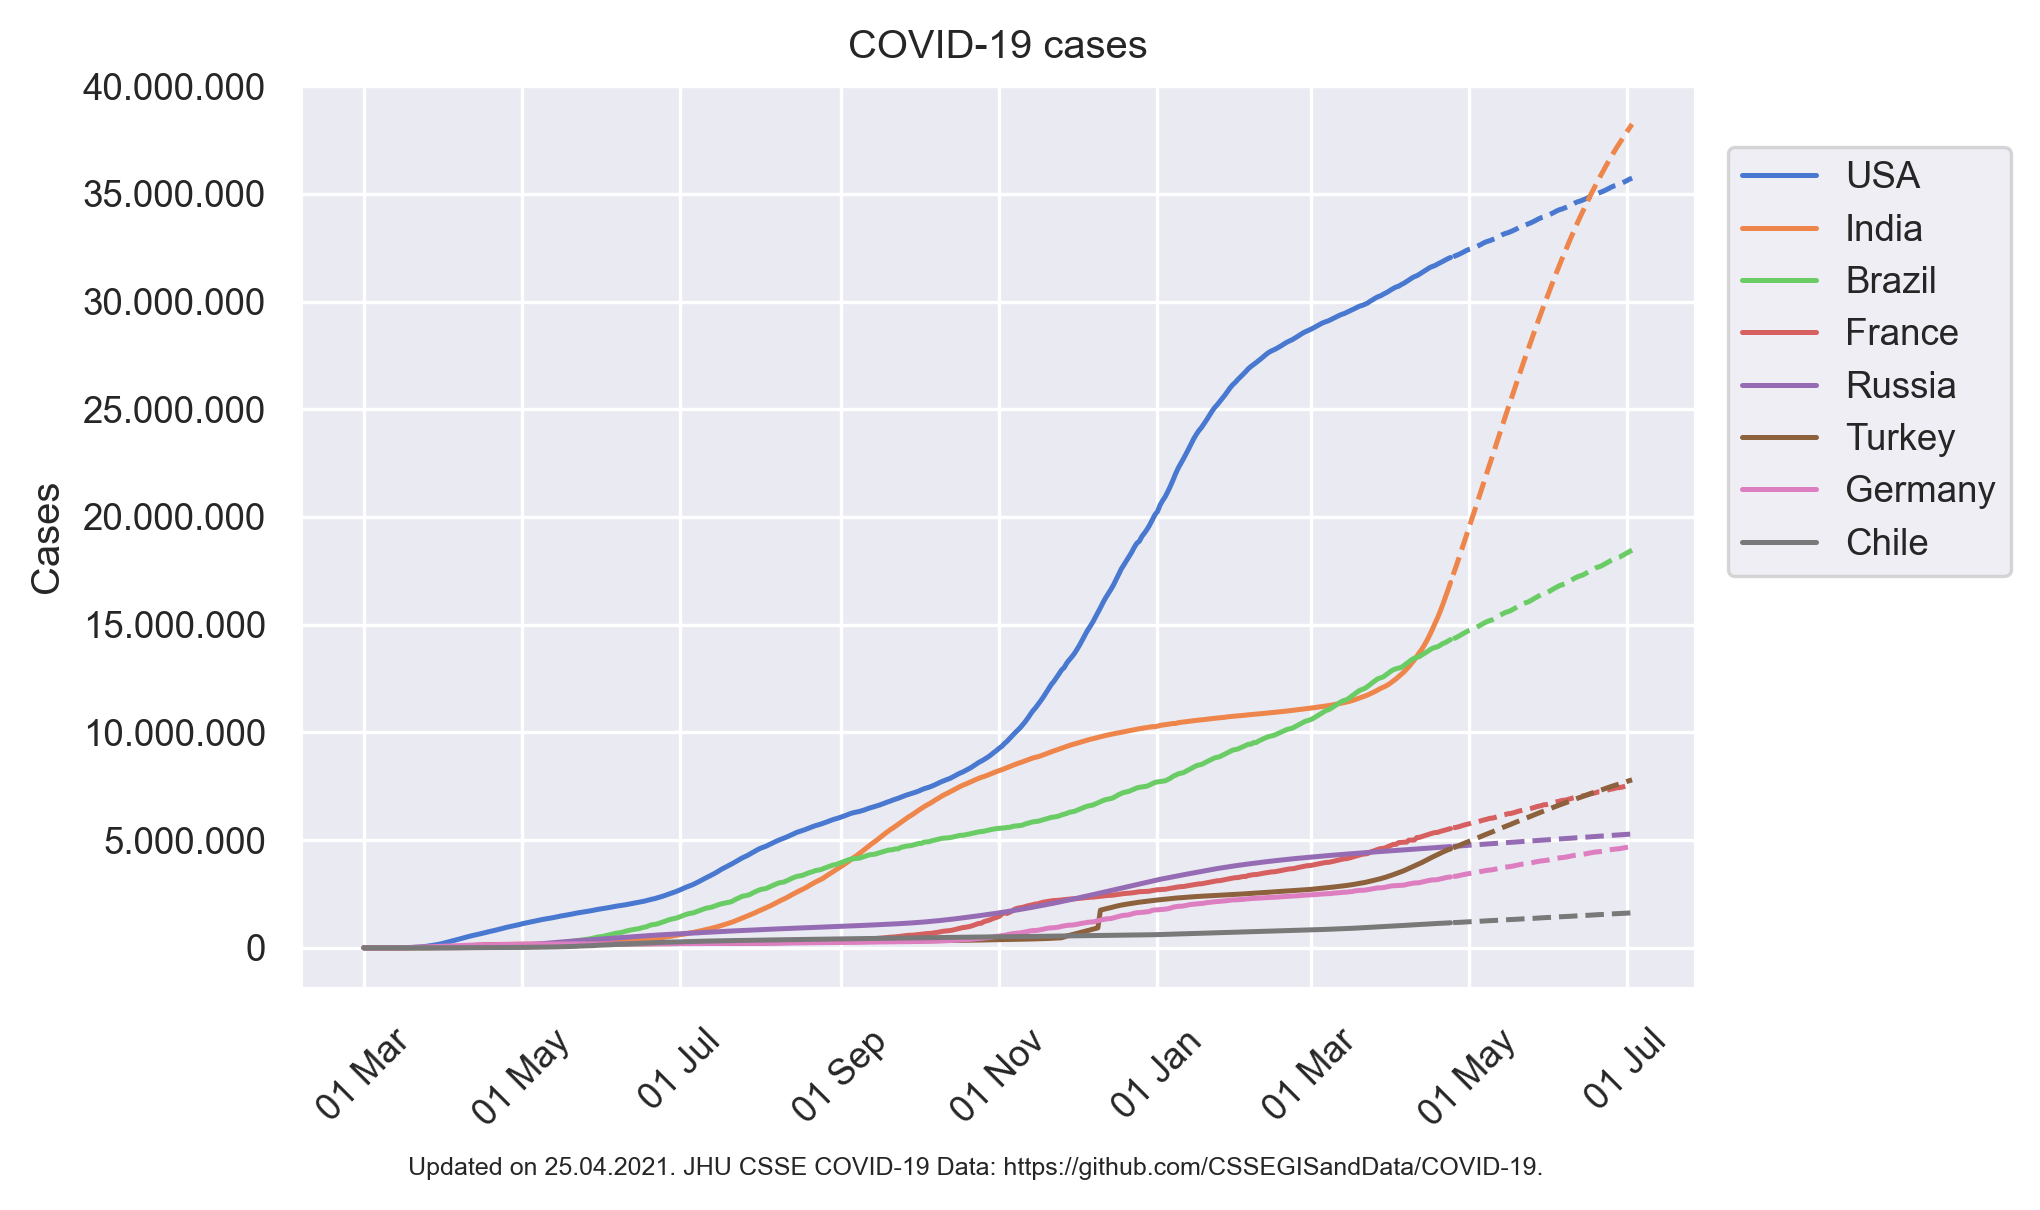 COVID-19 cases
40.000.000
35.000.000
30.000.000
25.000.000
20.000.000
15.000.000
10.000.000
5.000.000
0
Cases
01 Mar
01 May
01 Jul
01 Sep
01 Nov
01 Jan
01 Mar
01 May
01 Jul
USA
India
Brazil
France
Russia
Turkey
Germany
Chile
Updated on 25.04.2021. JHU CSSE COVID-19 Data: https://github.com/CSSEGISandData/COVID-19.